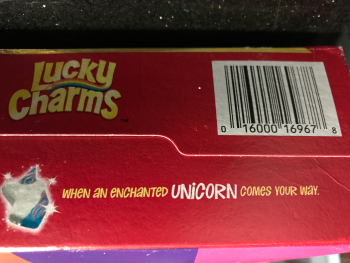 Lucky
Charms
0 16000 16967 8
WHEN AN ENCHANTED UNICORN COMES YOUR WAY.